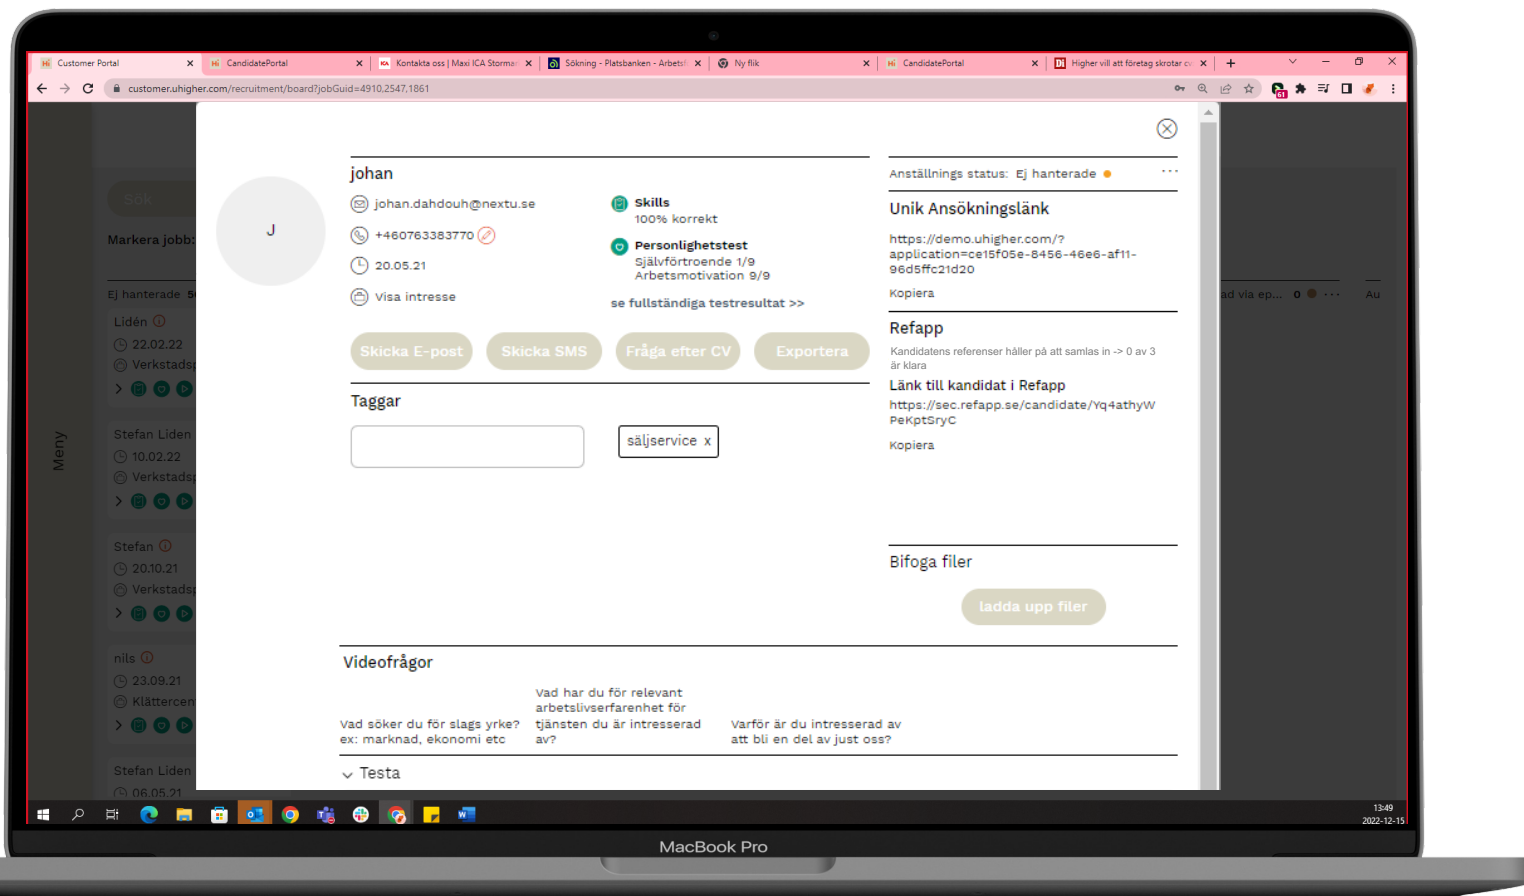 Customer Portal
CandidatePortal
Kontakta oss | Maxi ICA Storma
Sökning - Platsbanken - Arbetsf
Ny flik
CandidatePortal
Higher vill att företag skrotar cv
customer.uhigher.com/recruitment/board?jobGuid=4910,2547,1861
61
Sök
Markera jobb:
Ej hanterade 5
Lidén
22.02.22
Verkstadsp
Stefan Liden
10.02.22
Verkstadsp
Stefan
20.10.21
Verkstadsp
nils
23.09.21
Klättercen
Stefan Liden
06.05.21
Meny
J
johan
johan.dahdouh@nextu.se
+460763383770
20.05.21
Visa intresse
Skills
100% korrekt
Personlighetstest
Självförtroende 1/9
Arbetsmotivation 9/9
se fullständiga testresultat >>
Skicka E-post
Skicka SMS
Fråga efter CV
Exportera
Taggar
säljservice x
Anställnings status: Ej hanterade
Unik Ansökningslänk
https://demo.uhigher.com/?
application=ce15f05e-8456-46e6-af11-
96d5ffc21d20
Kopiera
Refapp
Kandidatens referenser håller på att samlas in -> 0 av 3
är klara
Länk till kandidat i Refapp
https://sec.refapp.se/candidate/Yq4athyW
PeKptSryC
Kopiera
Bifoga filer
ladda upp filer
ad via ep... 0
Au
Videofrågor
Vad söker du för slags yrke?
ex: marknad, ekonomi etc
Vad har du för relevant
arbetslivserfarenhet för
tjänsten du är intresserad
av?
Varför är du intresserad av
att bli en del av just oss?
Testa
13:49
2022-12-15
MacBook Pro